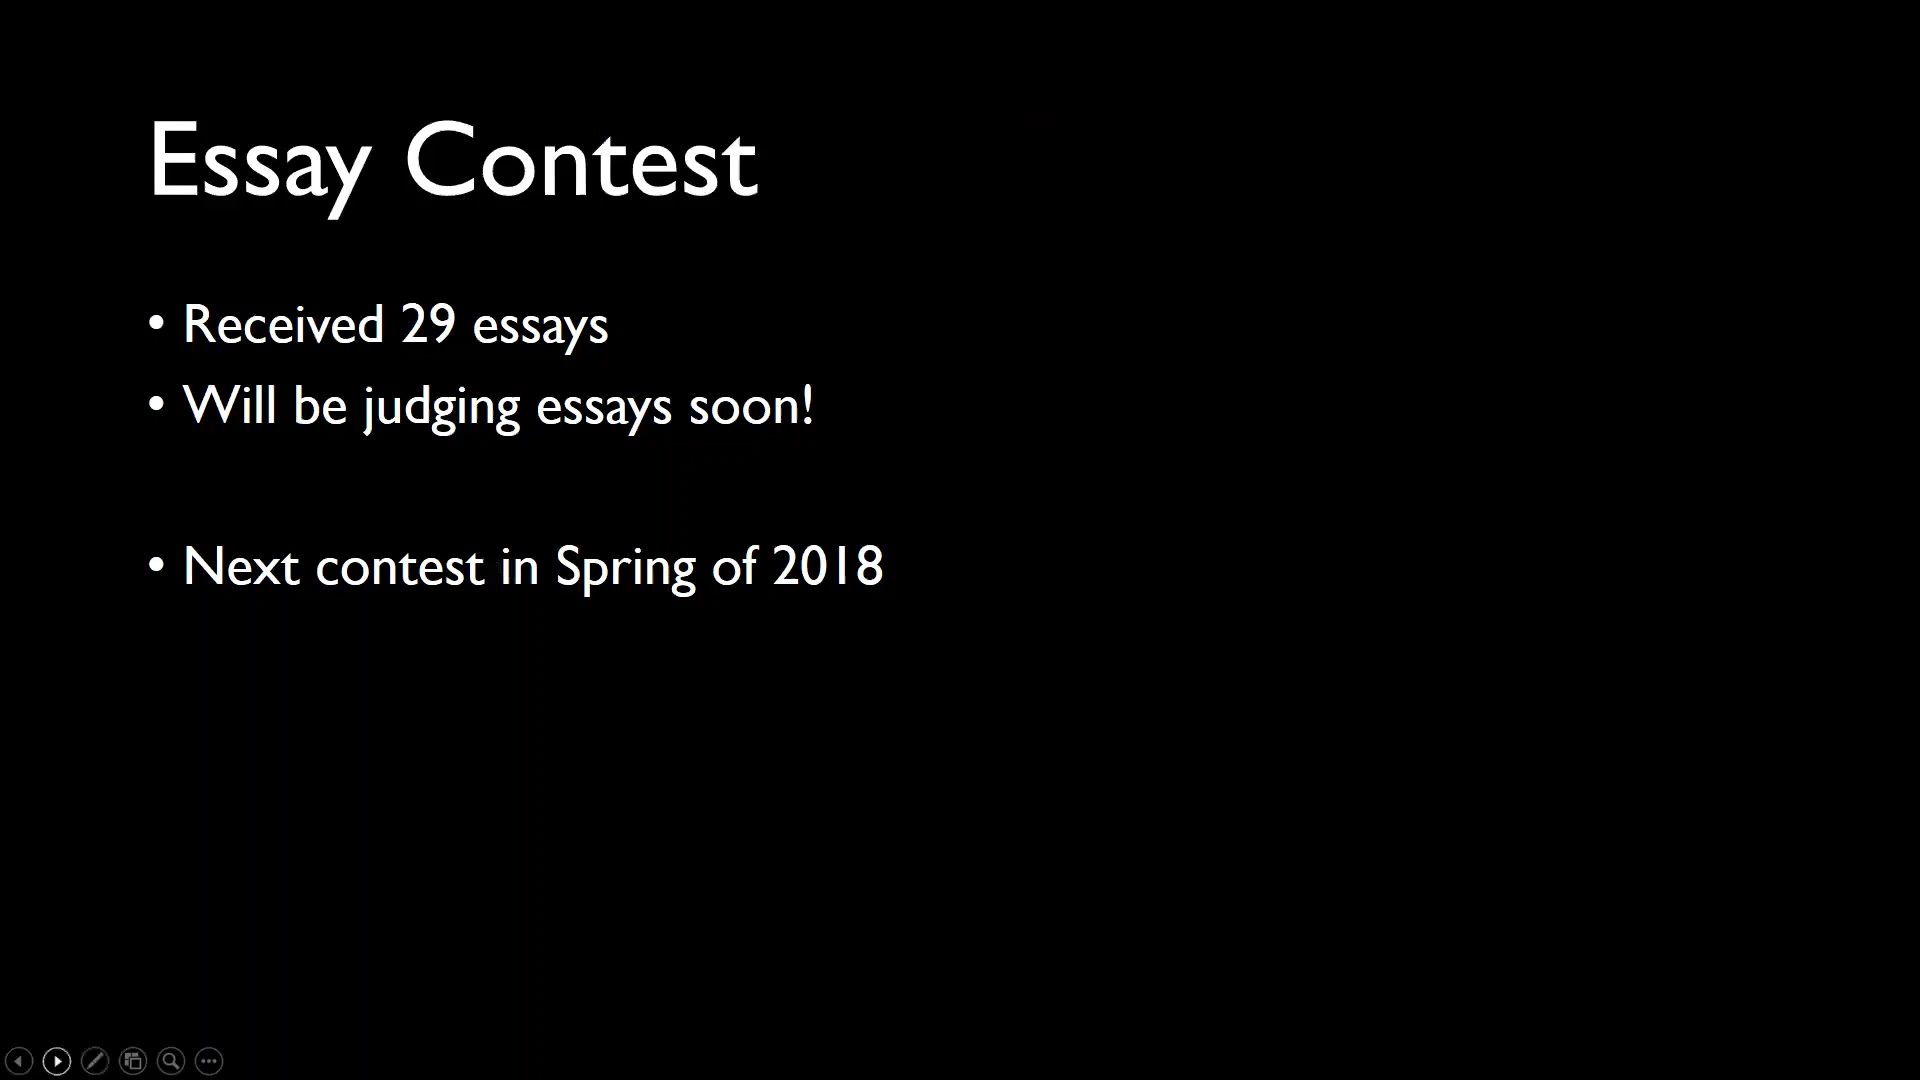 Essay Contest
• Received 29 essays
• Will be judging essays soon!
• Next contest in Spring of 2018